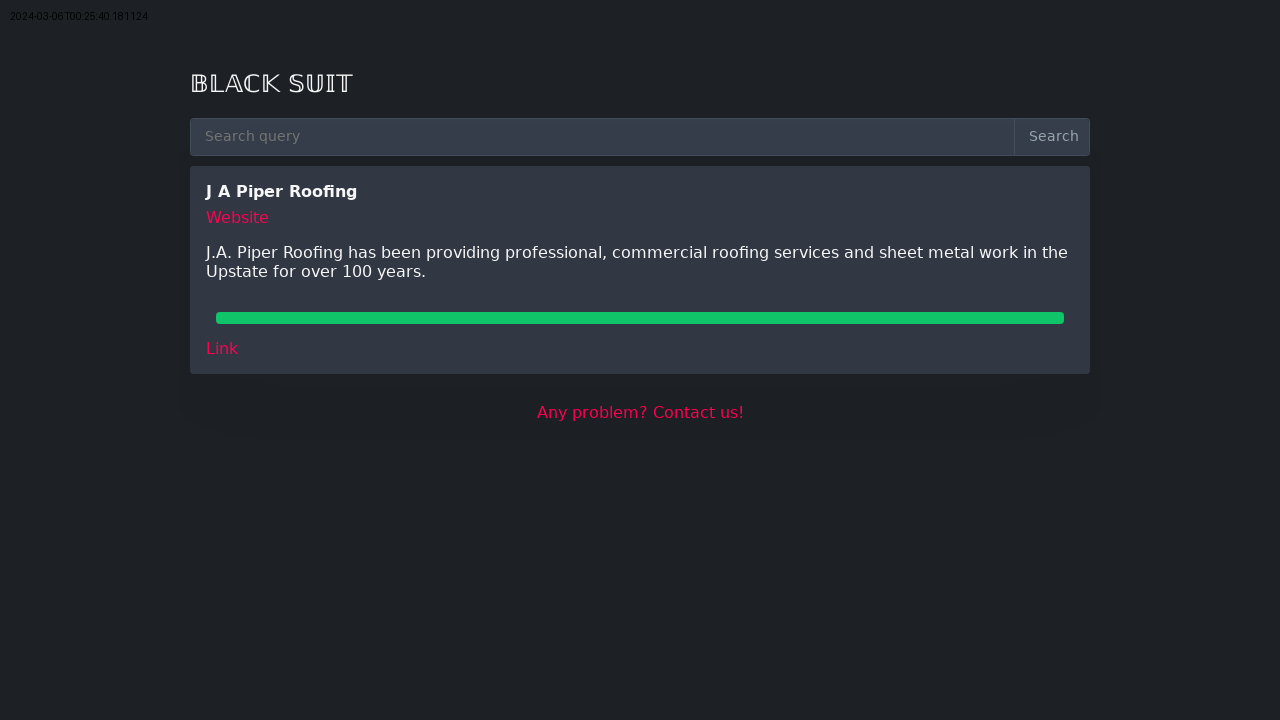 2024-03-06T00:25:40.181124
𝔹𝕃𝔸ℂ𝕂 𝕊𝕌𝕀𝕋
Search query
Search
J A Piper Roofing
Website
J.A. Piper Roofing has been providing professional, commercial roofing services and sheet metal work in the
Upstate for over 100 years.
Link
Any problem? Contact us!